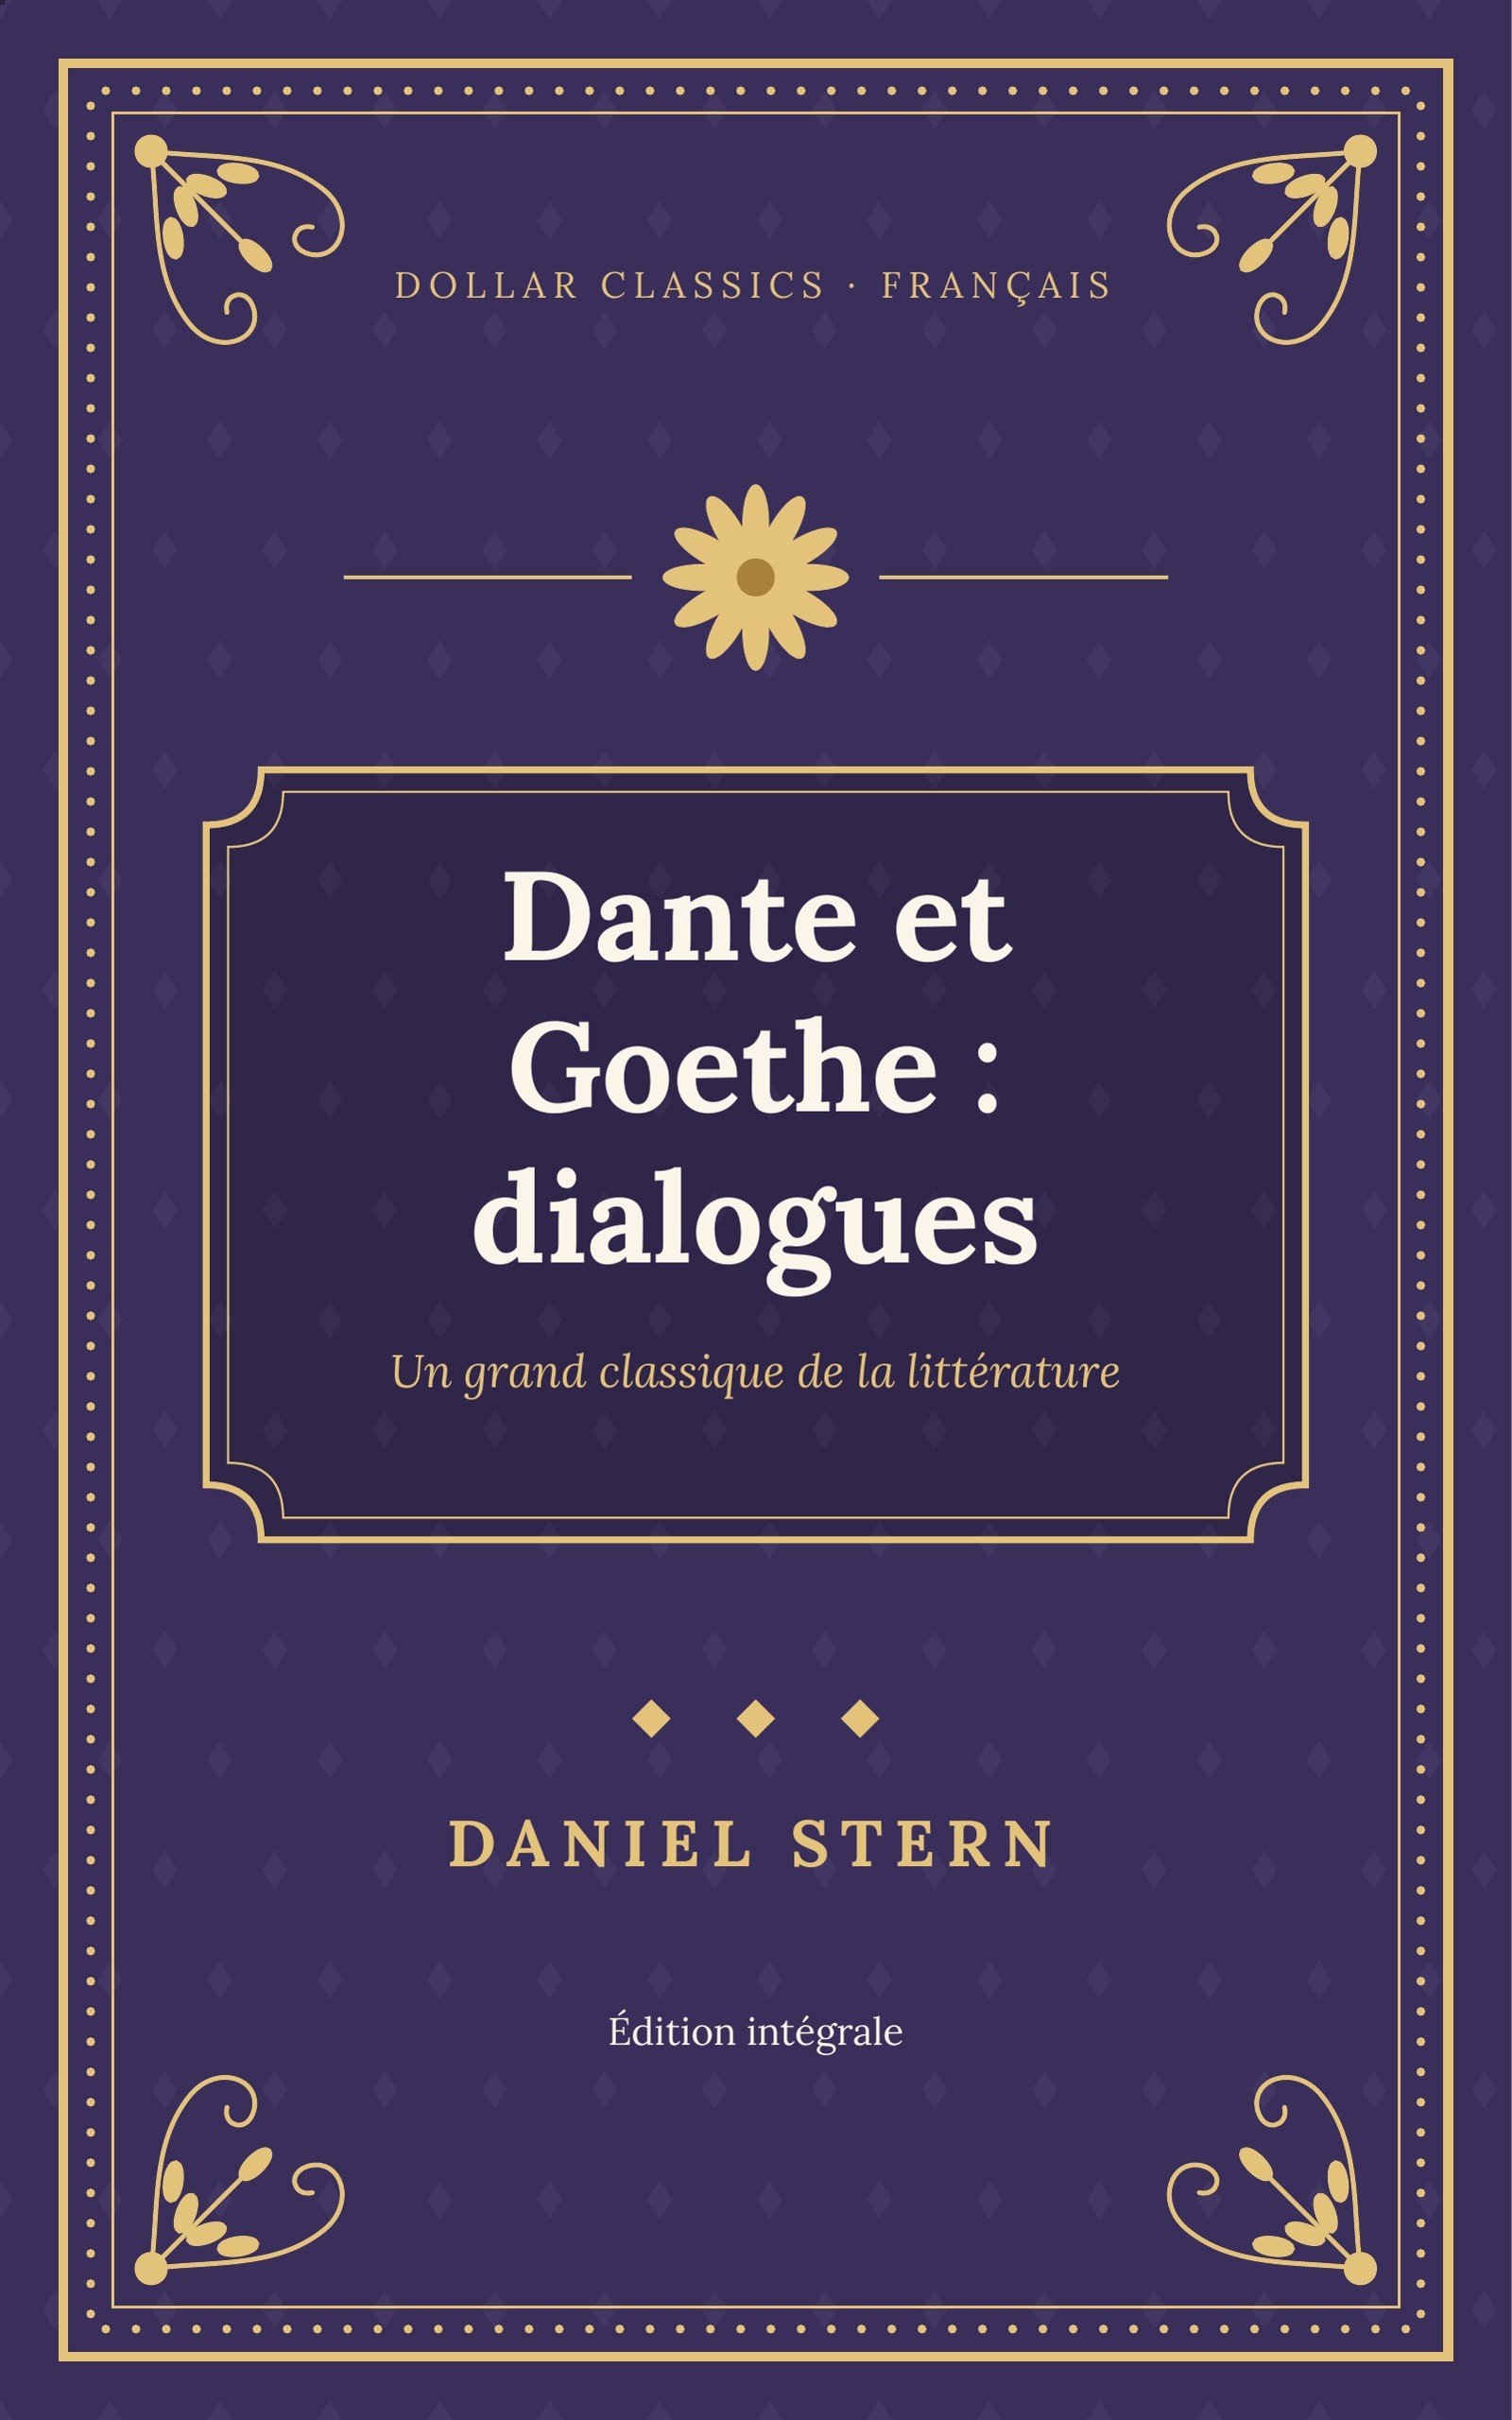 DOLLAR CLASSICS · FRANÇAIS
Dante et
Goethe :
dialogues
Un grand classique de la littérature
DANIEL STERN
Édition intégrale